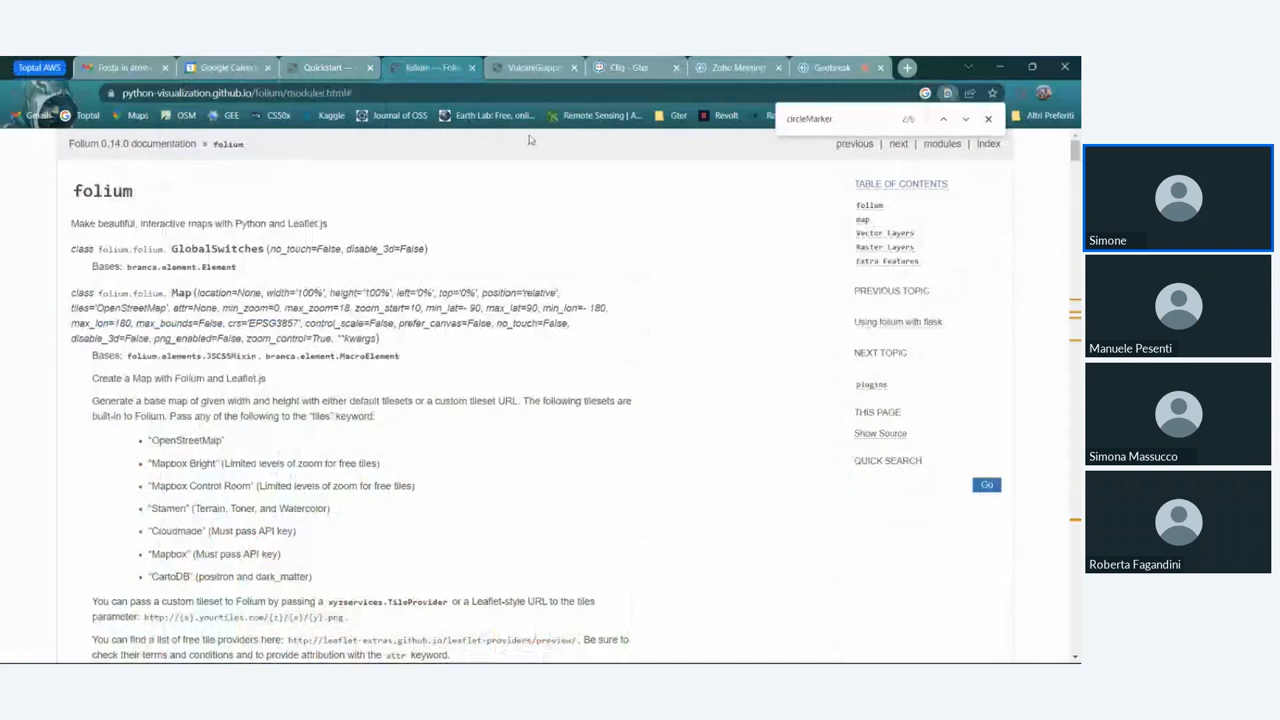 Toptal AWS
Posta in arriv
Google Calend
Quickstart —
folium — Foli
VulcaniGiappe
Cliq - Gter
Zoho Meeting
Geobreak
python-visualization.github.io/folium/modules.html#
Gmail
Toptal
Maps
OSM
GEE
CS50x
Kaggle
Journal of OSS
Earth Lab: Free, onli...
Remote Sensing | A...
Gter
Revolt
Re
Altri Preferiti
circleMarker
2/6
Folium 0.14.0 documentation » folium
previous | next | modules | index
folium
Make beautiful, interactive maps with Python and Leaflet.js
class folium.folium. GlobalSwitches (no_touch=False, disable_3d=False)
Bases: branca.element.Element
class folium.folium. Map (location=None, width='100%', height='100%', left='0%', top='0%', position='relative',
tiles='OpenStreetMap', attr=None, min_zoom=0, max_zoom=18, zoom_start=10, min_lat=- 90, max_lat=90, min_lon=- 180,
max_lon=180, max_bounds=False, crs='EPSG3857', control_scale=False, prefer_canvas=False, no_touch=False,
disable_3d=False, png_enabled=False, zoom_control=True, **kwargs)
Bases: folium.elements.JSCSSMixin, branca.element.MacroElement
Create a Map with Folium and Leaflet.js
Generate a base map of given width and height with either default tilesets or a custom tileset URL. The following tilesets are
built-in to Folium. Pass any of the following to the "tiles" keyword:
• "OpenStreetMap"
• "Mapbox Bright" (Limited levels of zoom for free tiles)
• "Mapbox Control Room" (Limited levels of zoom for free tiles)
• "Stamen" (Terrain, Toner, and Watercolor)
• "Cloudmade" (Must pass API key)
• "Mapbox" (Must pass API key)
• "CartoDB" (positron and dark_matter)
You can pass a custom tileset to Folium by passing a xyzservices.TileProvider or a Leaflet-style URL to the tiles
parameter: http://{s}.yourtiles.com/{z}/{x}/{y}.png.
You can find a list of free tile providers here: http://leaflet-extras.github.io/leaflet-providers/preview/. Be sure to
check their terms and conditions and to provide attribution with the attr keyword.
TABLE OF CONTENTS
folium
map
Vector Layers
Raster Layers
Extra Features
PREVIOUS TOPIC
Using folium with flask
NEXT TOPIC
plugins
THIS PAGE
Show Source
QUICK SEARCH
Go
Simone
Manuele Pesenti
Simona Massucco
Roberta Fagandini